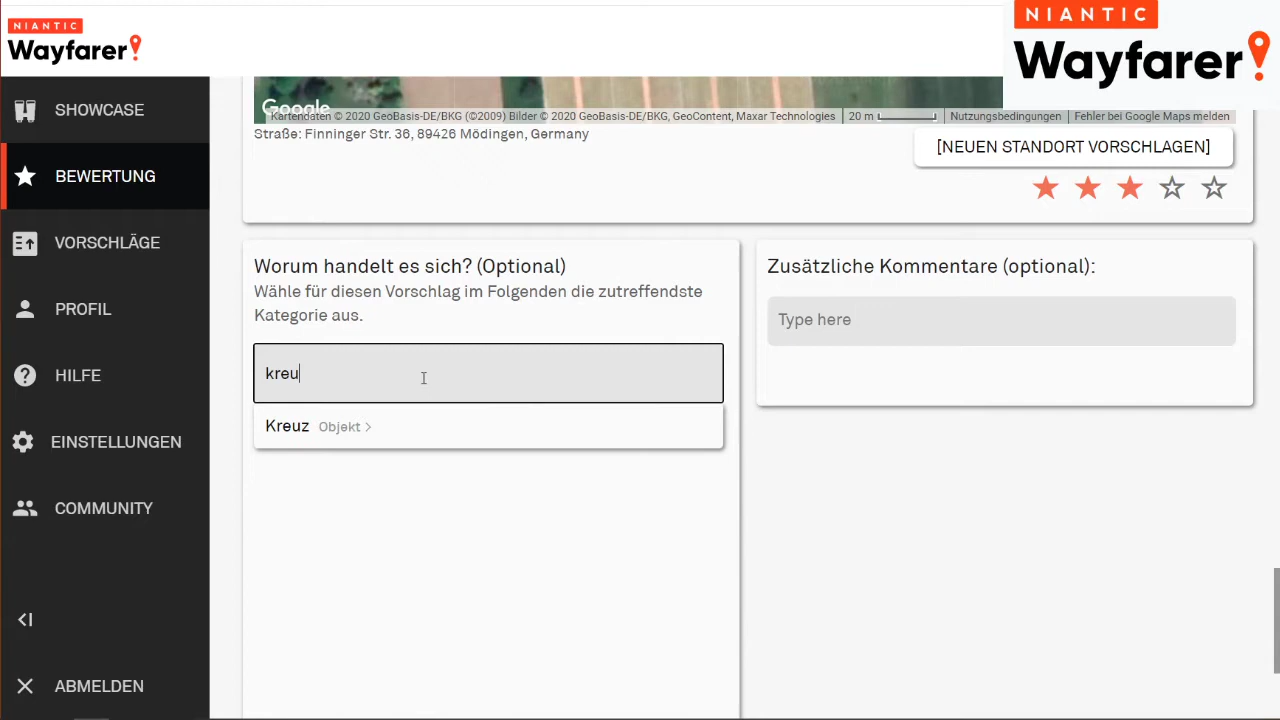 NIANTIC
Wayfarer!
NIANTIC
Wayfarer!
SHOWCASE
BEWERTUNG
VORSCHLÄGE
PROFIL
HILFE
EINSTELLUNGEN
COMMUNITY
ABMELDEN
Google
Kartendaten © 2020 GeoBasis-DE/BKG (©2009) Bilder © 2020 GeoBasis-DE/BKG, GeoContent, Maxar Technologies
20 m
Nutzungsbedingungen
Fehler bei Google Maps melden
Straße: Finninger Str. 36, 89426 Mödingen, Germany
[NEUEN STANDORT VORSCHLAGEN]
Worum handelt es sich? (Optional)
Wähle für diesen Vorschlag im Folgenden die zutreffendste
Kategorie aus.
kreu
Kreuz Objekt >
Zusätzliche Kommentare (optional):
Type here